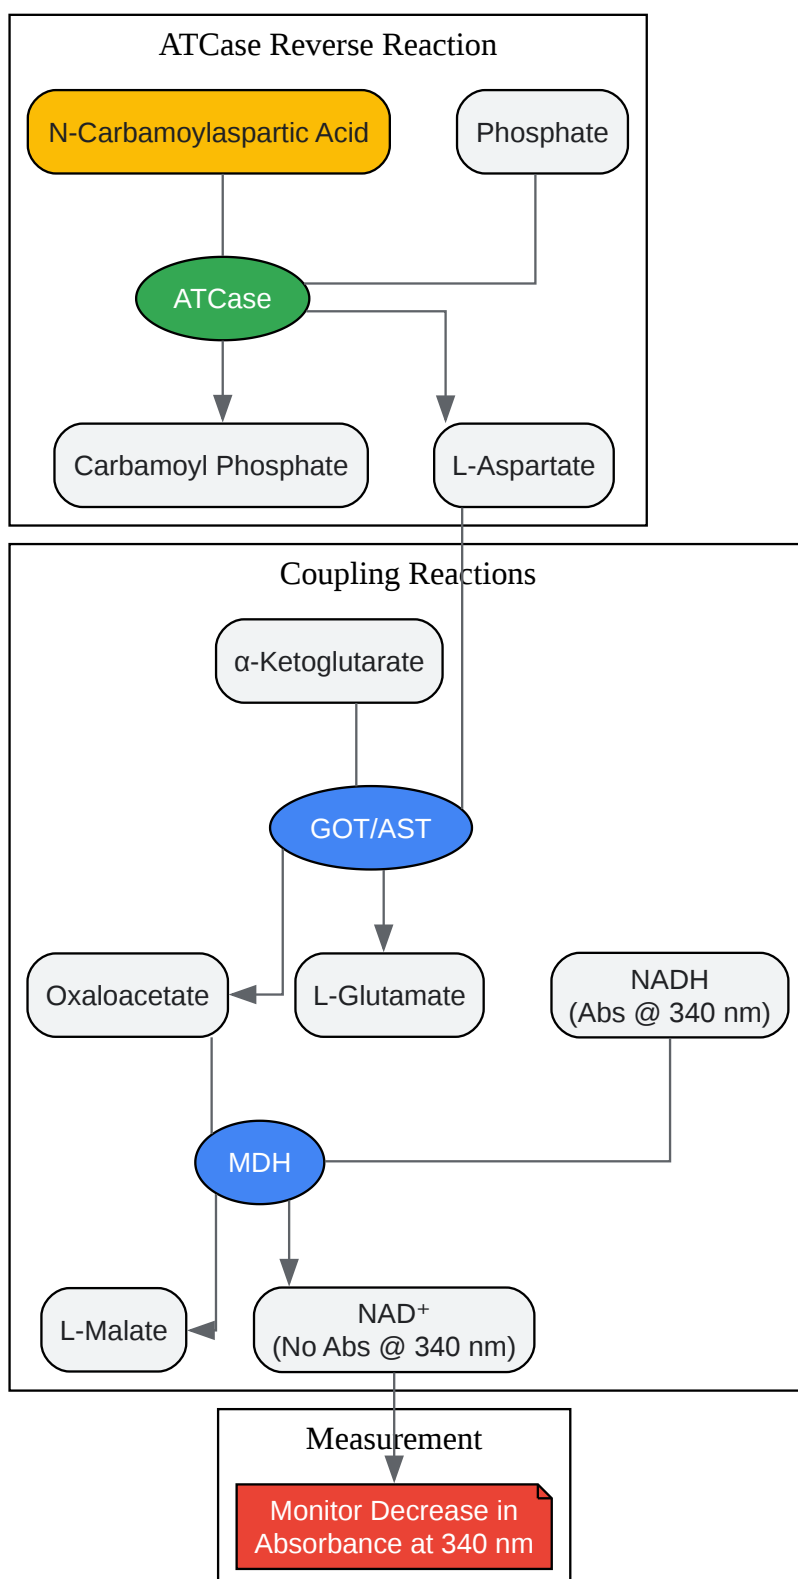 ATCase Reverse Reaction
N-Carbamoylaspartic Acid
Phosphate
ATCase
Carbamoyl Phosphate
L-Aspartate
Coupling Reactions
α-Ketoglutarate
GOT/AST
Oxaloacetate
L-Glutamate
NADH
(Abs @ 340 nm)
MDH
L-Malate
NAD⁺
(No Abs @ 340 nm)
Measurement
Monitor Decrease in
Absorbance at 340 nm